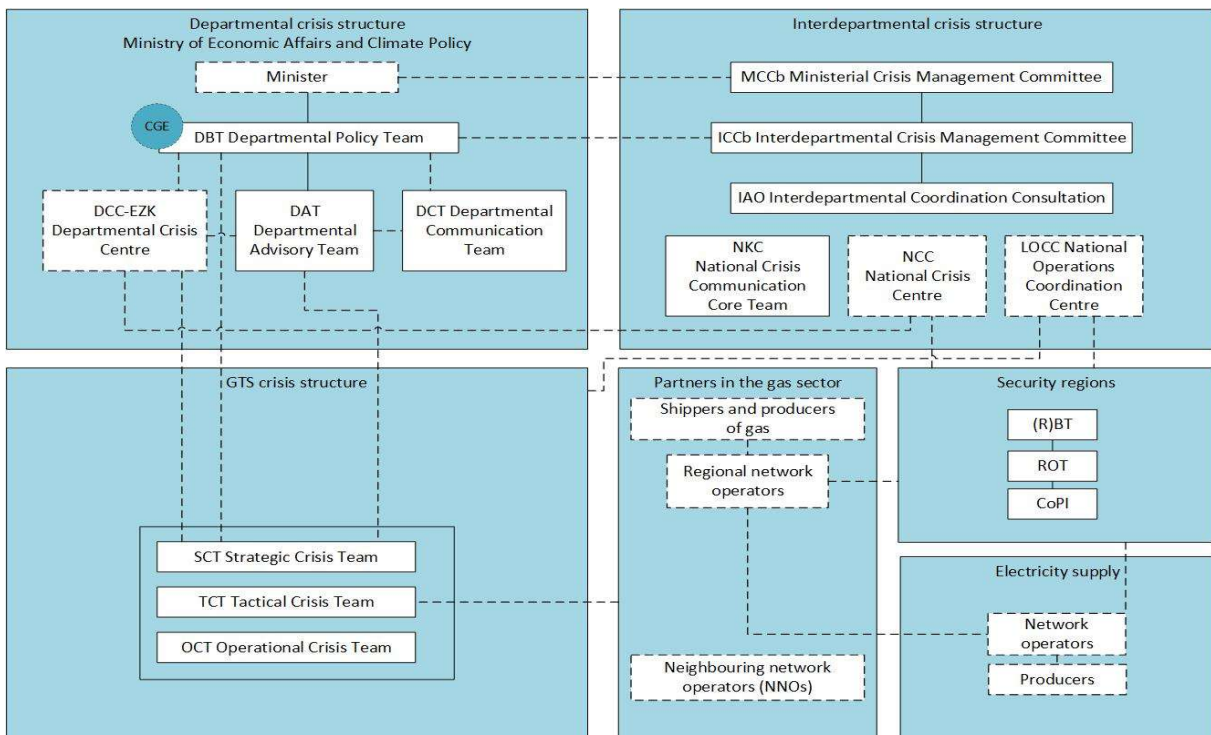 Departmental crisis structure
Ministry of Economic Affairs and Climate Policy
Minister
CGE
DBT Departmental Policy Team
DCC-EZK
Departmental Crisis
Centre
DAT
Departmental
Advisory Team
DCT Departmental
Communication
Team
Interdepartmental crisis structure
MCCb Ministerial Crisis Management Committee
ICCb Interdepartmental Crisis Management Committee
IAO Interdepartmental Coordination Consultation
NKC
National Crisis
Communication
Core Team
NCC
National Crisis
Centre
LOCC National
Operations
Coordination
Centre
GTS crisis structure
SCT Strategic Crisis Team
TCT Tactical Crisis Team
OCT Operational Crisis Team
Partners in the gas sector
Shippers and producers
of gas
Regional network
operators
Neighbouring network
operators (NNOs)
Security regions
(R)BT
ROT
CoPI
Electricity supply
Network
operators
Producers